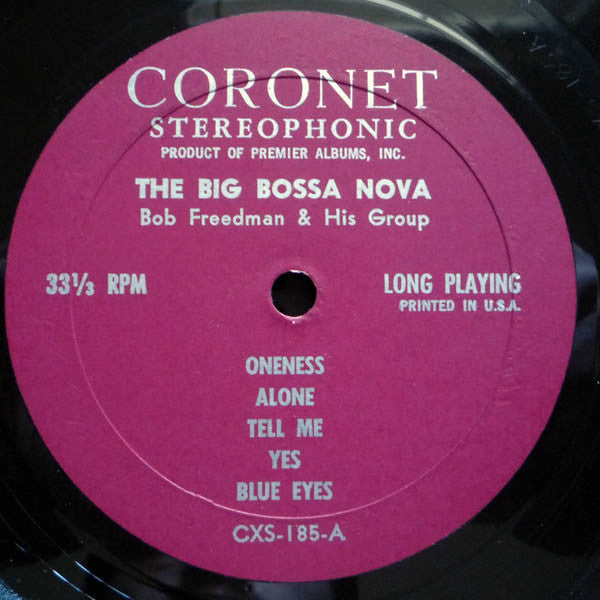 CORONET
STEREOPHONIC
PRODUCT OF PREMIER ALBUMS, INC.
THE BIG BOSSA NOVA
Bob Freedman & His Group
33⅓ RPM
LONG PLAYING
PRINTED IN U.S.A.
ONENESS
ALONE
TELL ME
YES
BLUE EYES
CXS-185-A